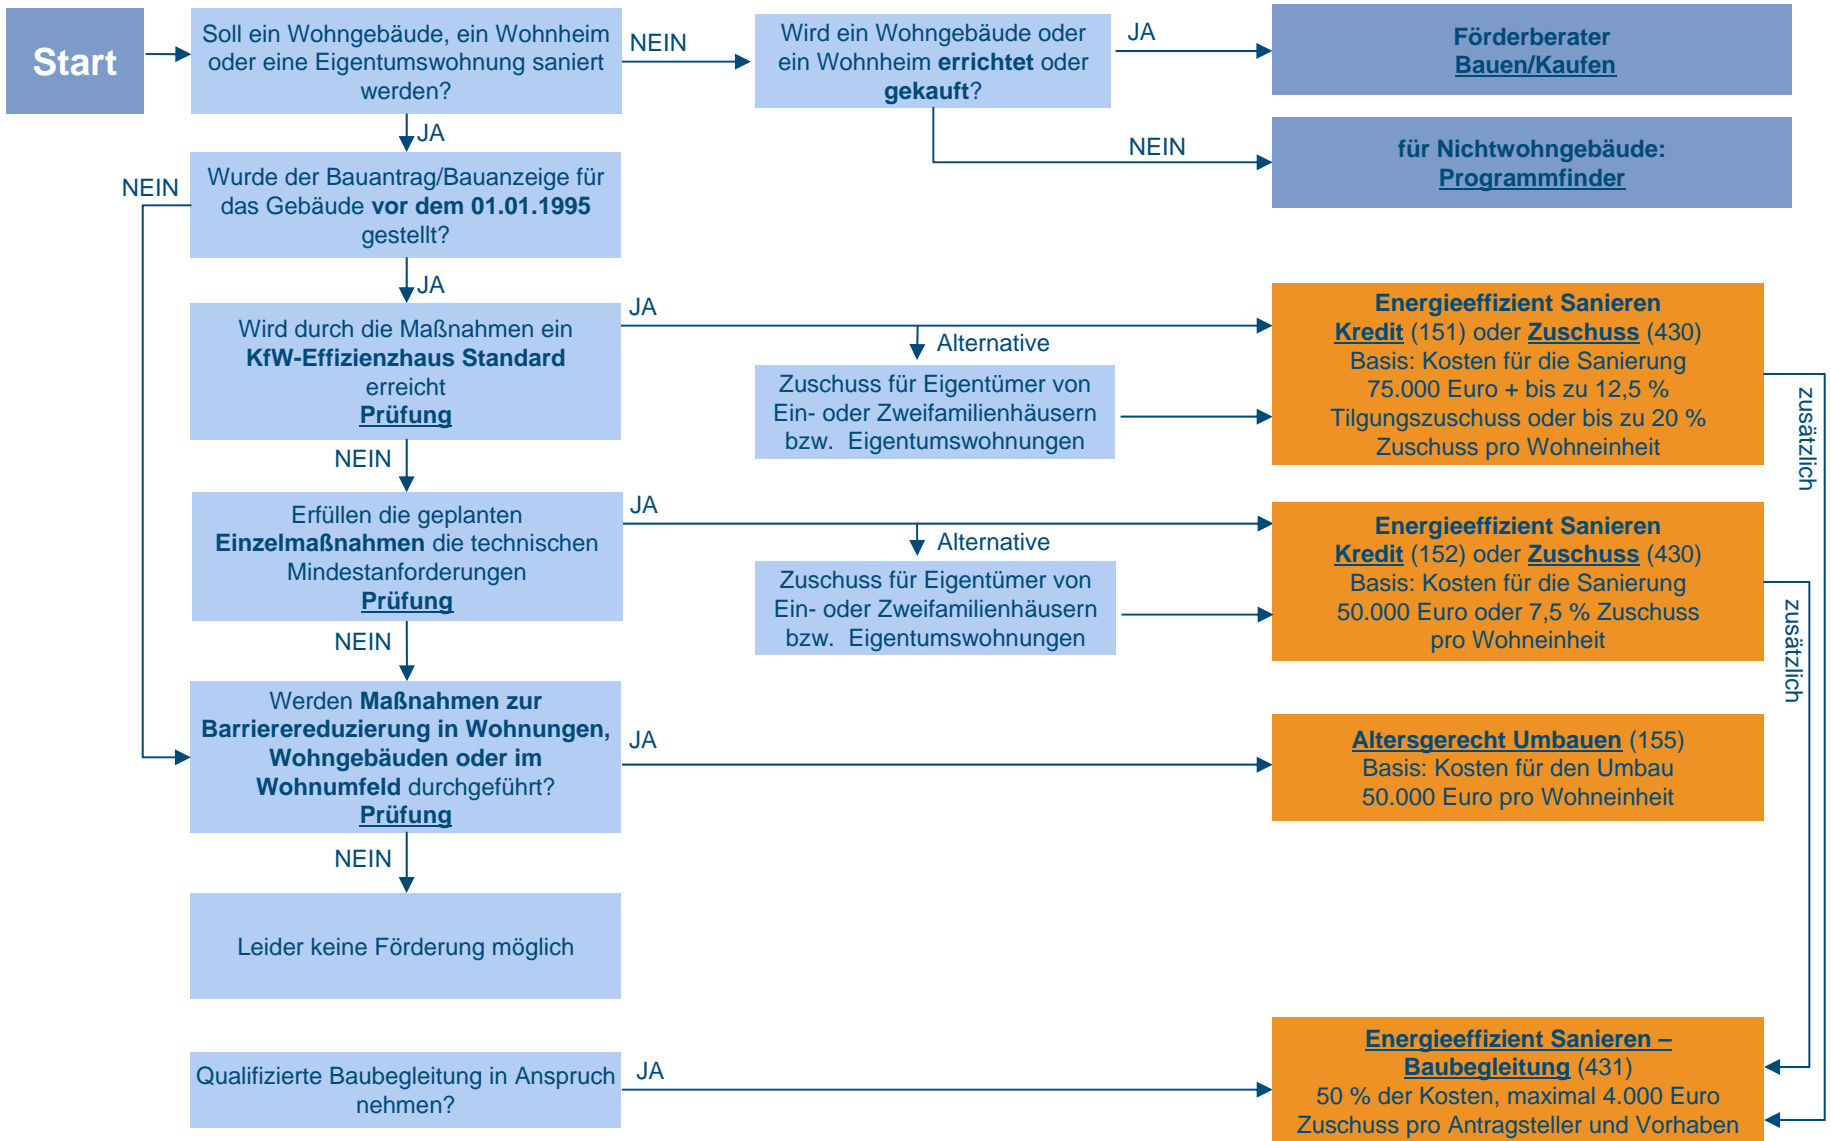 Start
Soll ein Wohngebäude, ein Wohnheim
oder eine Eigentumswohnung saniert
werden?
NEIN
Wird ein Wohngebäude oder
ein Wohnheim errichtet oder
gekauft?
JA
Förderberater
Bauen/Kaufen
NEIN
für Nichtwohngebäude:
Programmfinder
JA
NEIN
Wurde der Bauantrag/Bauanzeige für
das Gebäude vor dem 01.01.1995
gestellt?
JA
Wird durch die Maßnahmen ein
KfW-Effizienzhaus Standard
erreicht
Prüfung
JA
Alternative
Zuschuss für Eigentümer von
Ein- oder Zweifamilienhäusern
bzw. Eigentumswohnungen
Energieeffizient Sanieren
Kredit (151) oder Zuschuss (430)
Basis: Kosten für die Sanierung
75.000 Euro + bis zu 12,5 %
Tilgungszuschuss oder bis zu 20 %
Zuschuss pro Wohneinheit
zusätzlich
NEIN
Erfüllen die geplanten
Einzelmaßnahmen die technischen
Mindestanforderungen
Prüfung
JA
Alternative
Zuschuss für Eigentümer von
Ein- oder Zweifamilienhäusern
bzw. Eigentumswohnungen
Energieeffizient Sanieren
Kredit (152) oder Zuschuss (430)
Basis: Kosten für die Sanierung
50.000 Euro oder 7,5 % Zuschuss
pro Wohneinheit
zusätzlich
NEIN
Werden Maßnahmen zur
Barrierereduzierung in Wohnungen,
Wohngebäuden oder im
Wohnumfeld durchgeführt?
Prüfung
JA
Altersgerecht Umbauen (155)
Basis: Kosten für den Umbau
50.000 Euro pro Wohneinheit
NEIN
Leider keine Förderung möglich
Qualifizierte Baubegleitung in Anspruch
nehmen?
JA
Energieeffizient Sanieren –
Baubegleitung (431)
50 % der Kosten, maximal 4.000 Euro
Zuschuss pro Antragsteller und Vorhaben